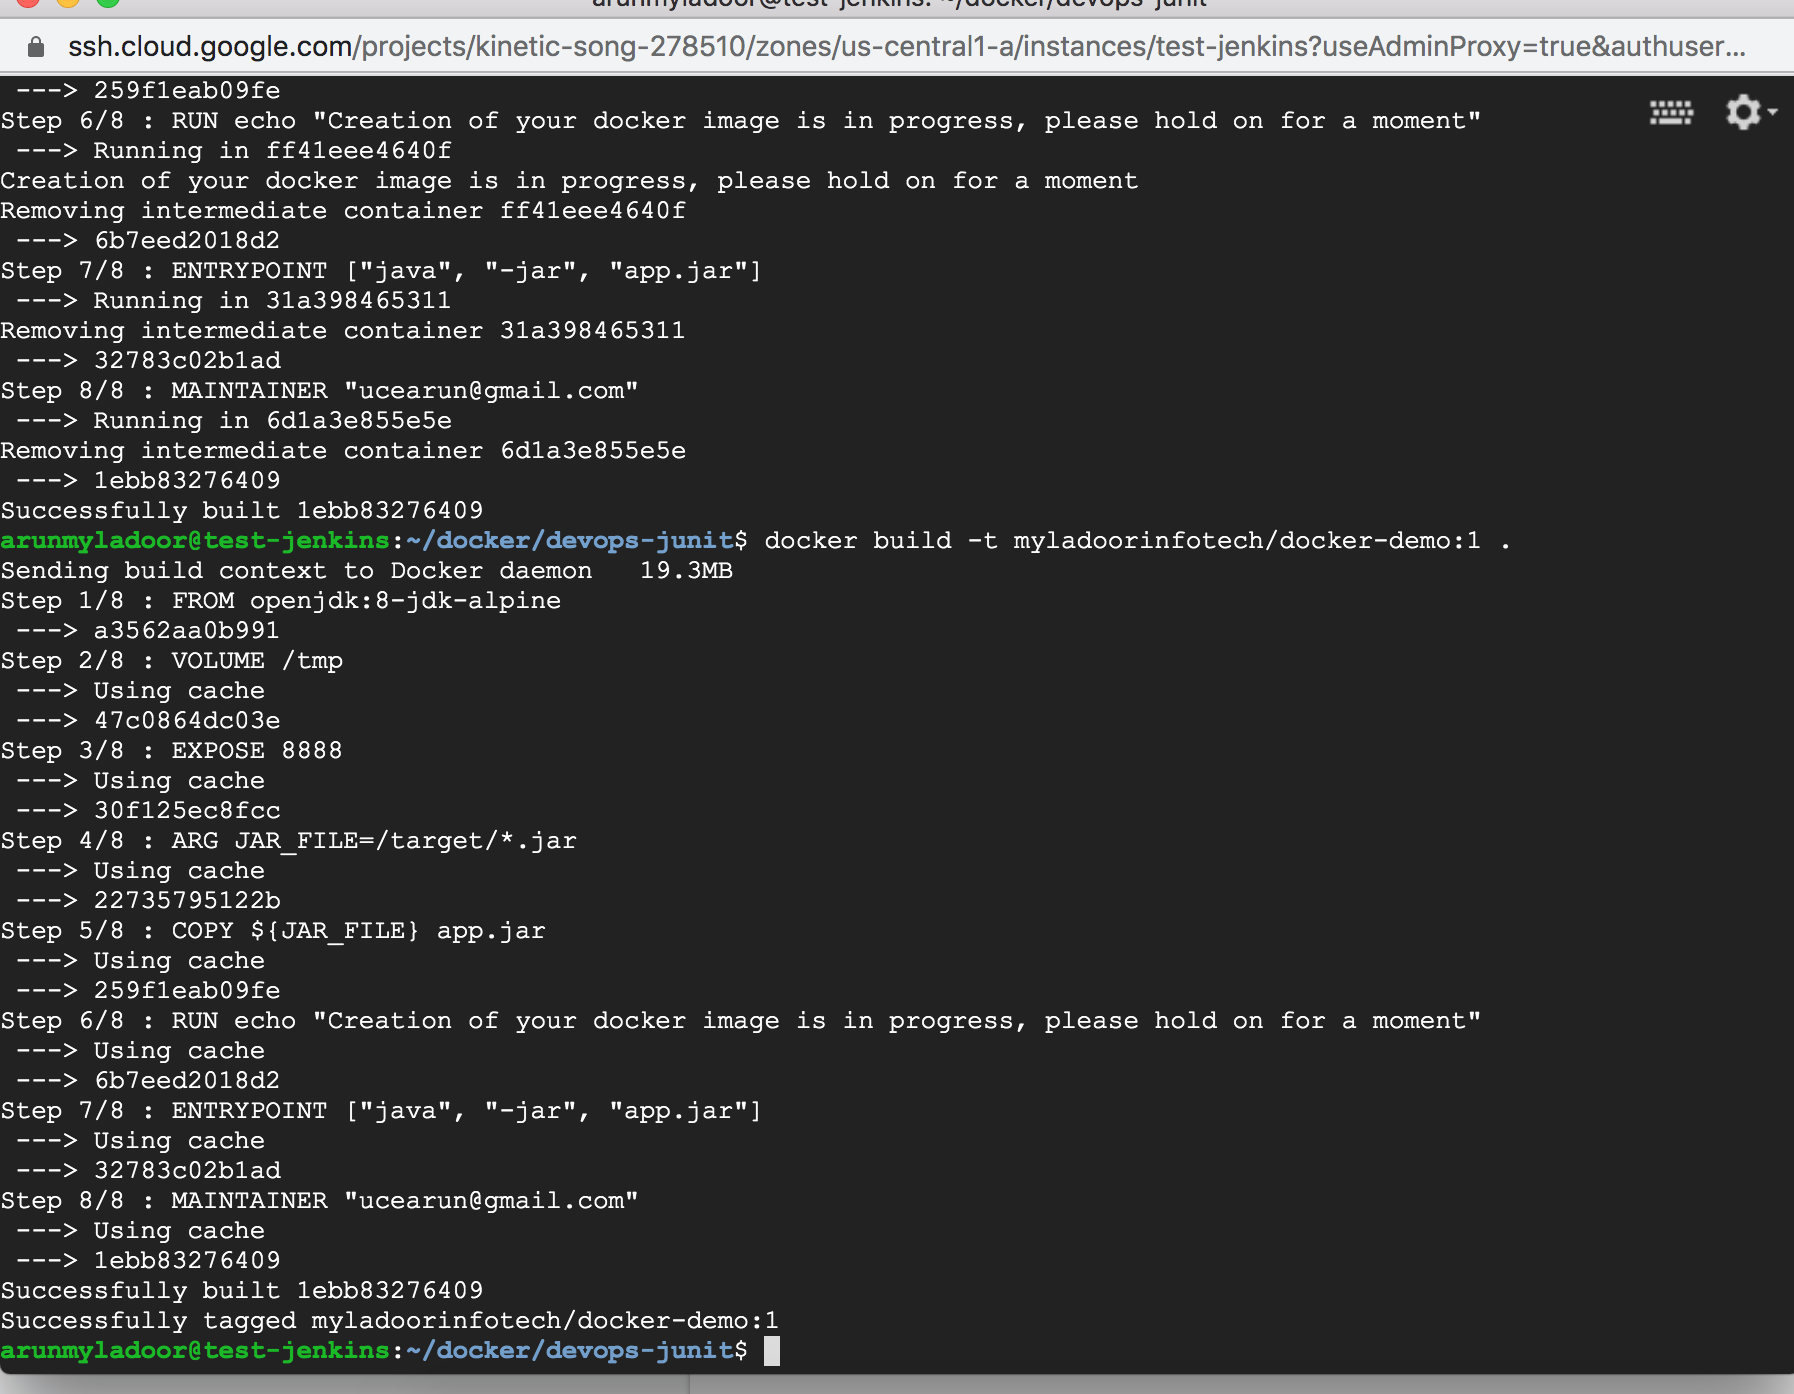 arunmyladoor@test-jenkins: ~/docker/devops-junit
ssh.cloud.google.com/projects/kinetic-song-278510/zones/us-central1-a/instances/test-jenkins?useAdminProxy=true&authuser...
 ---> 259f1eab09fe
Step 6/8 : RUN echo "Creation of your docker image is in progress, please hold on for a moment"
 ---> Running in ff41eee4640f
Creation of your docker image is in progress, please hold on for a moment
Removing intermediate container ff41eee4640f
 ---> 6b7eed2018d2
Step 7/8 : ENTRYPOINT ["java", "-jar", "app.jar"]
 ---> Running in 31a398465311
Removing intermediate container 31a398465311
 ---> 32783c02b1ad
Step 8/8 : MAINTAINER "ucearun@gmail.com"
 ---> Running in 6d1a3e855e5e
Removing intermediate container 6d1a3e855e5e
 ---> 1ebb83276409
Successfully built 1ebb83276409
arunmyladoor@test-jenkins:~/docker/devops-junit$ docker build -t myladoorinfotech/docker-demo:1 .
Sending build context to Docker daemon   19.3MB
Step 1/8 : FROM openjdk:8-jdk-alpine
 ---> a3562aa0b991
Step 2/8 : VOLUME /tmp
 ---> Using cache
 ---> 47c0864dc03e
Step 3/8 : EXPOSE 8888
 ---> Using cache
 ---> 30f125ec8fcc
Step 4/8 : ARG JAR_FILE=/target/*.jar
 ---> Using cache
 ---> 22735795122b
Step 5/8 : COPY ${JAR_FILE} app.jar
 ---> Using cache
 ---> 259f1eab09fe
Step 6/8 : RUN echo "Creation of your docker image is in progress, please hold on for a moment"
 ---> Using cache
 ---> 6b7eed2018d2
Step 7/8 : ENTRYPOINT ["java", "-jar", "app.jar"]
 ---> Using cache
 ---> 32783c02b1ad
Step 8/8 : MAINTAINER "ucearun@gmail.com"
 ---> Using cache
 ---> 1ebb83276409
Successfully built 1ebb83276409
Successfully tagged myladoorinfotech/docker-demo:1
arunmyladoor@test-jenkins:~/docker/devops-junit$